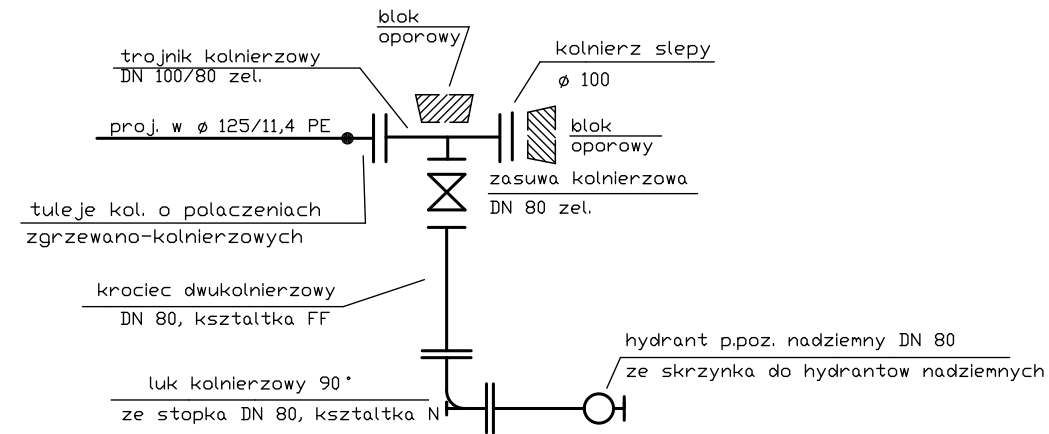 blok
oporowy
trojnik kolnierzowy
DN 100/80 zel.
kolnierz slepy
ø 100
proj. w ø 125/11,4 PE
blok
oporowy
zasuwa kolnierzowa
DN 80 zel.
tuleje kol. o polaczeniach
zgrzewano-kolnierzowych
krociec dwukolnierzowy
DN 80, ksztaltka FF
hydrant p.poz. nadziemny DN 80
ze skrzynka do hydrantow nadziemnych
luk kolnierzowy 90°
ze stopka DN 80, ksztaltka N